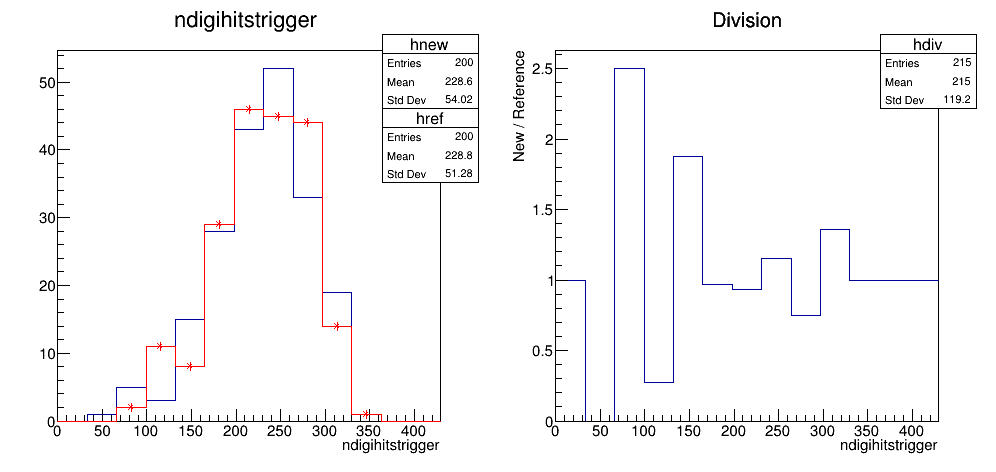 ndigihitstrigger
hnew
Entries 200
Mean 228.6
Std Dev 54.02
href
Entries 200
Mean 228.8
Std Dev 51.28
50
40
30
20
10
0
0 50 100 150 200 250 300 350 400
ndigihitstrigger
Division
hdiv
Entries 215
Mean 215
Std Dev 119.2
New / Reference
2.5
2
1.5
1
0.5
0
0 50 100 150 200 250 300 350 400
ndigihitstrigger